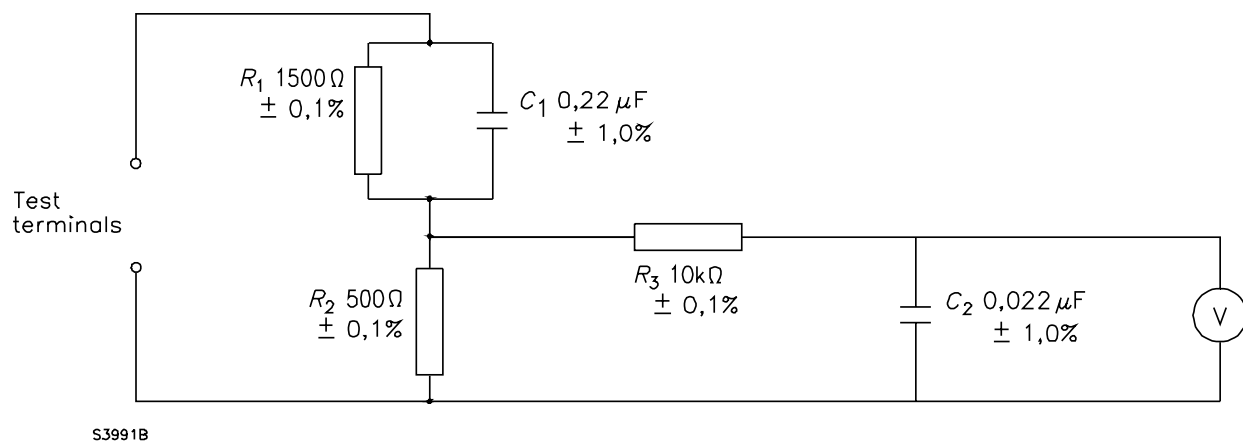 R₁ 1500 Ω
± 0,1%
C₁ 0,22 µF
± 1,0%
Test
terminals
R₂ 500 Ω
± 0,1%
R₃ 10kΩ
± 0,1%
C₂ 0,022 µF
± 1,0%
V
S3991B